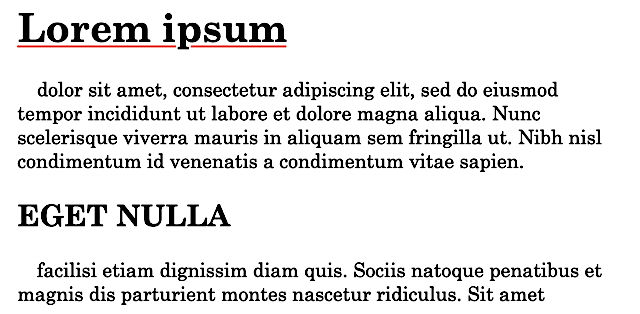 Lorem ipsum
dolor sit amet, consectetur adipiscing elit, sed do eiusmod
tempor incididunt ut labore et dolore magna aliqua. Nunc
scelerisque viverra mauris in aliquam sem fringilla ut. Nibh nisl
condimentum id venenatis a condimentum vitae sapien.
EGET NULLA
facilisi etiam dignissim diam quis. Sociis natoque penatibus et
magnis dis parturient montes nascetur ridiculus. Sit amet